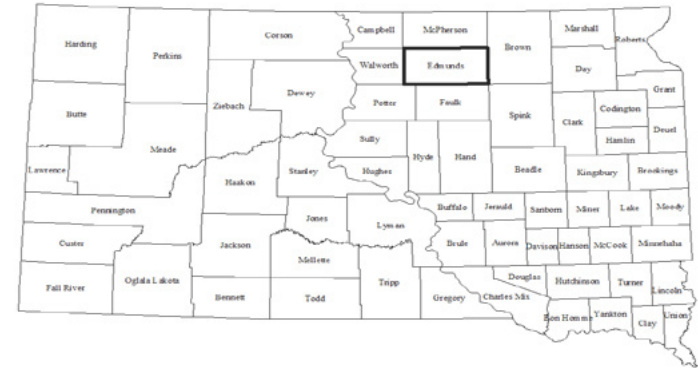 Harding
Perkins
Corson
Campbell
McPherson
Brown
Marshall
Roberts
Walworth
Edmunds
Day
Dewey
Ziebach
Potter
Faulk
Grant
Butte
Meade
Spink
Clark
Codington
Hamlin
Deuel
Sully
Hyde
Hand
Lawrence
Haakon
Stanley
Hughes
Beadle
Kingsbury
Brookings
Pennington
Jones
Lyman
Buffalo
Jerauld
Sanborn
Miner
Lake
Moody
Custer
Jackson
Brule
Aurora
Davison
Hanson
McCook
Minnehaha
Mellette
Fall River
Oglala Lakota
Bennett
Todd
Tripp
Gregory
Charles Mix
Douglas
Hutchinson
Turner
Lincoln
Bon Homme
Yankton
Clay
Union